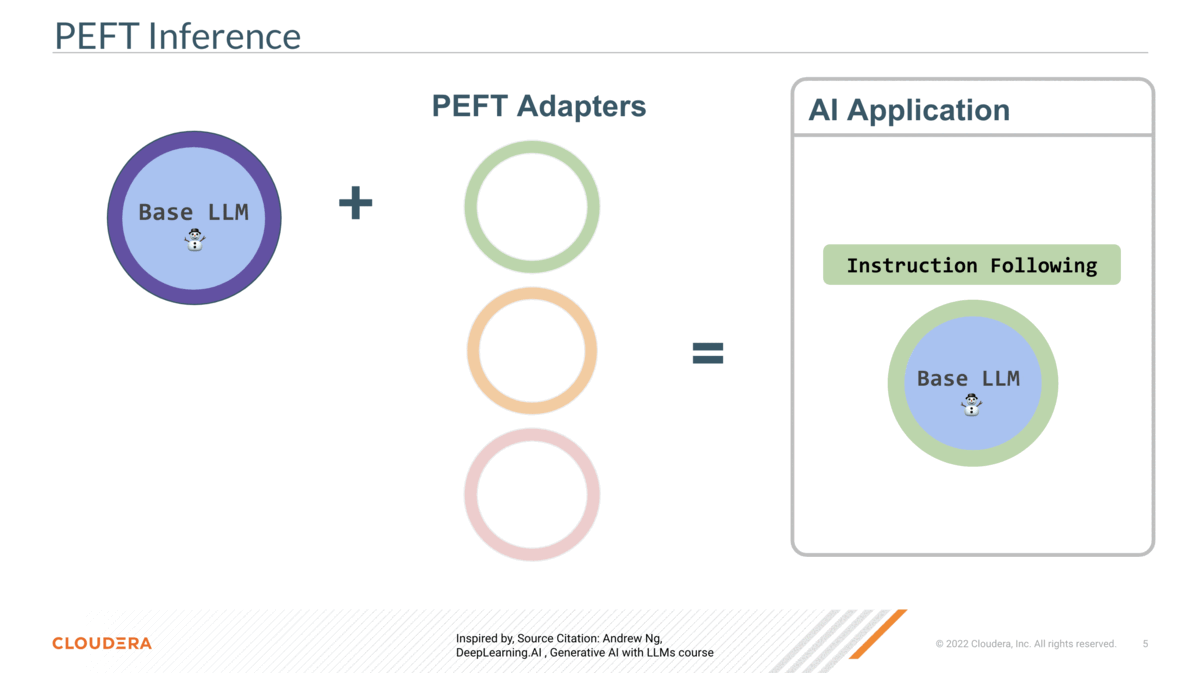 PEFT Inference
PEFT Adapters
Base LLM
+
=
AI Application
Instruction Following
Base LLM
CLOUDERA
Inspired by, Source Citation: Andrew Ng,
DeepLearning.AI , Generative AI with LLMs course
© 2022 Cloudera, Inc. All rights reserved.
5